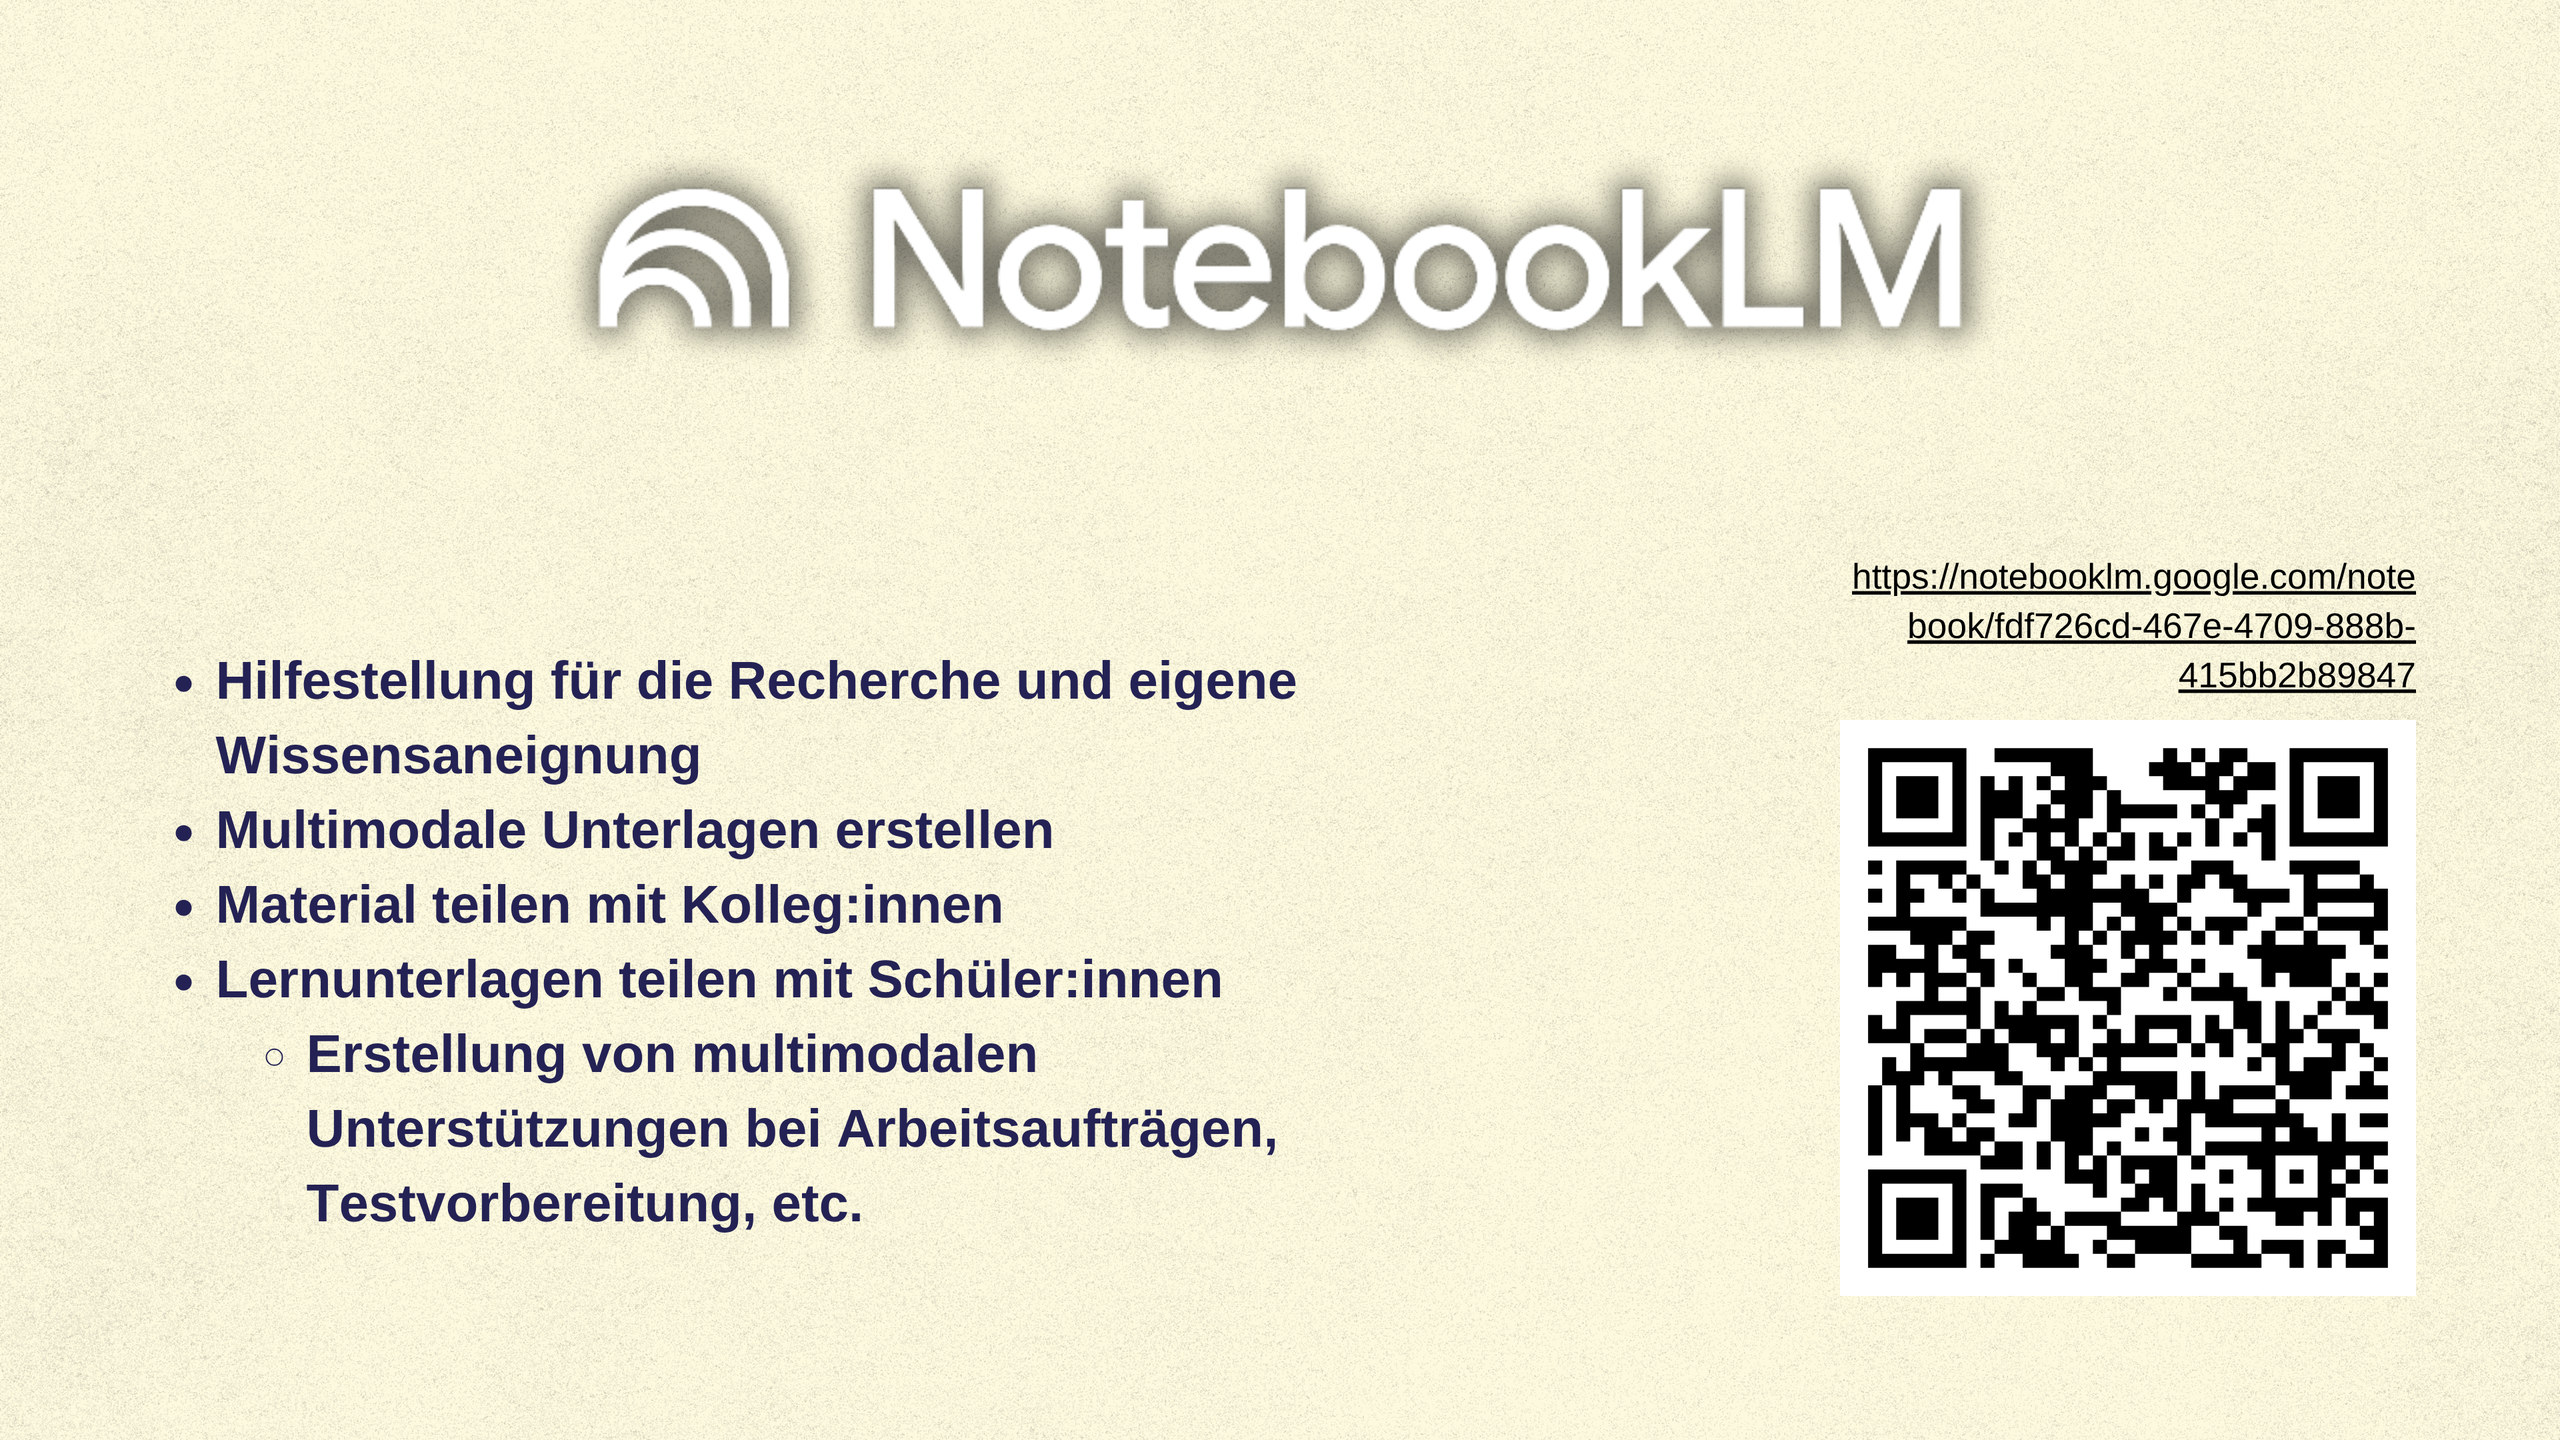 NotebookLM
https://notebooklm.google.com/note
book/fdf726cd-467e-4709-888b-
415bb2b89847
• Hilfestellung für die Recherche und eigene
Wissensaneignung
• Multimodale Unterlagen erstellen
• Material teilen mit Kolleg:innen
• Lernunterlagen teilen mit Schüler:innen
○ Erstellung von multimodalen
Unterstützungen bei Arbeitsaufträgen,
Testvorbereitung, etc.